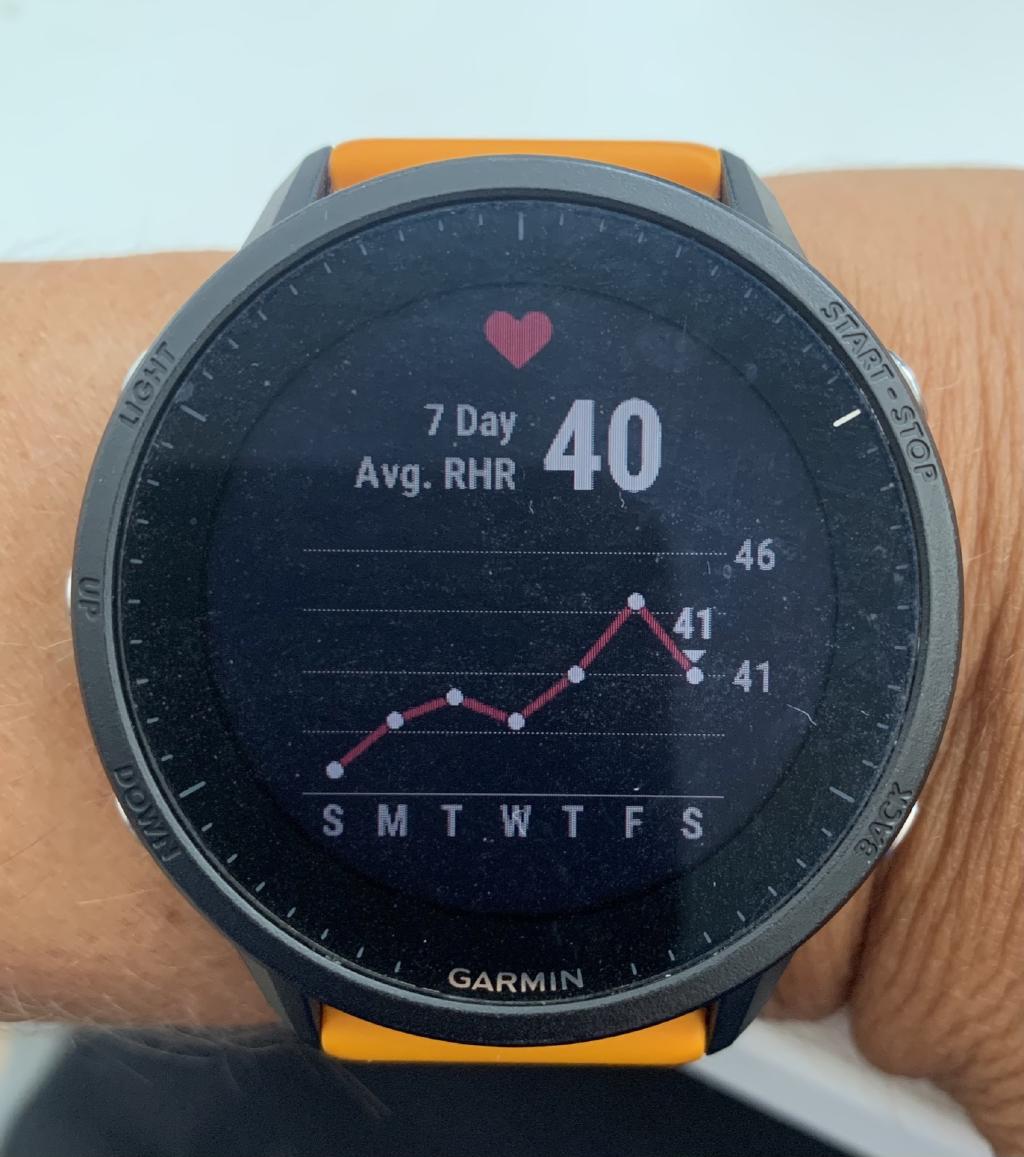 START - STOP
LIGHT
7 Day
Avg. RHR
40
46
UP
41
41
DOWN
S M T W T F S
BACK
GARMIN